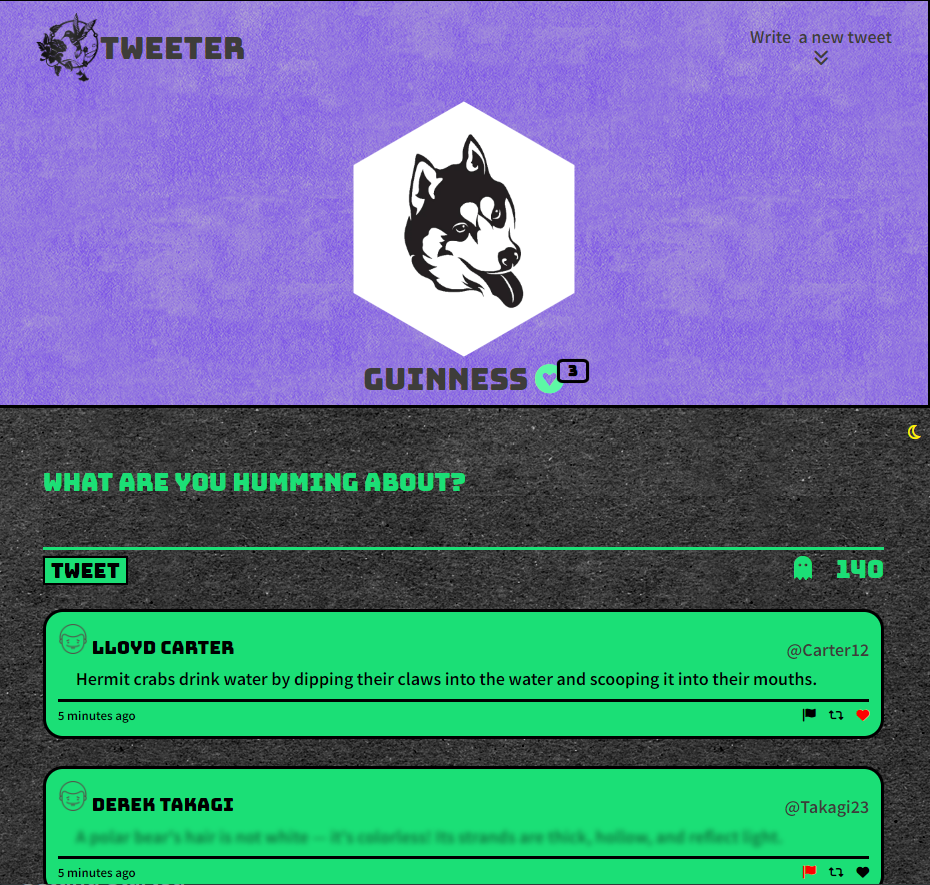 TWEETER
Write a new tweet
GUINNESS
3
WHAT ARE YOU HUMMING ABOUT?
TWEET
140
LLOYD CARTER
@Carter12
Hermit crabs drink water by dipping their claws into the water and scooping it into their mouths.
5 minutes ago
DEREK TAKAGI
@Takagi23
A polar bear's hair is not white — it's colorless! Its strands are thick, hollow, and reflect light.
5 minutes ago